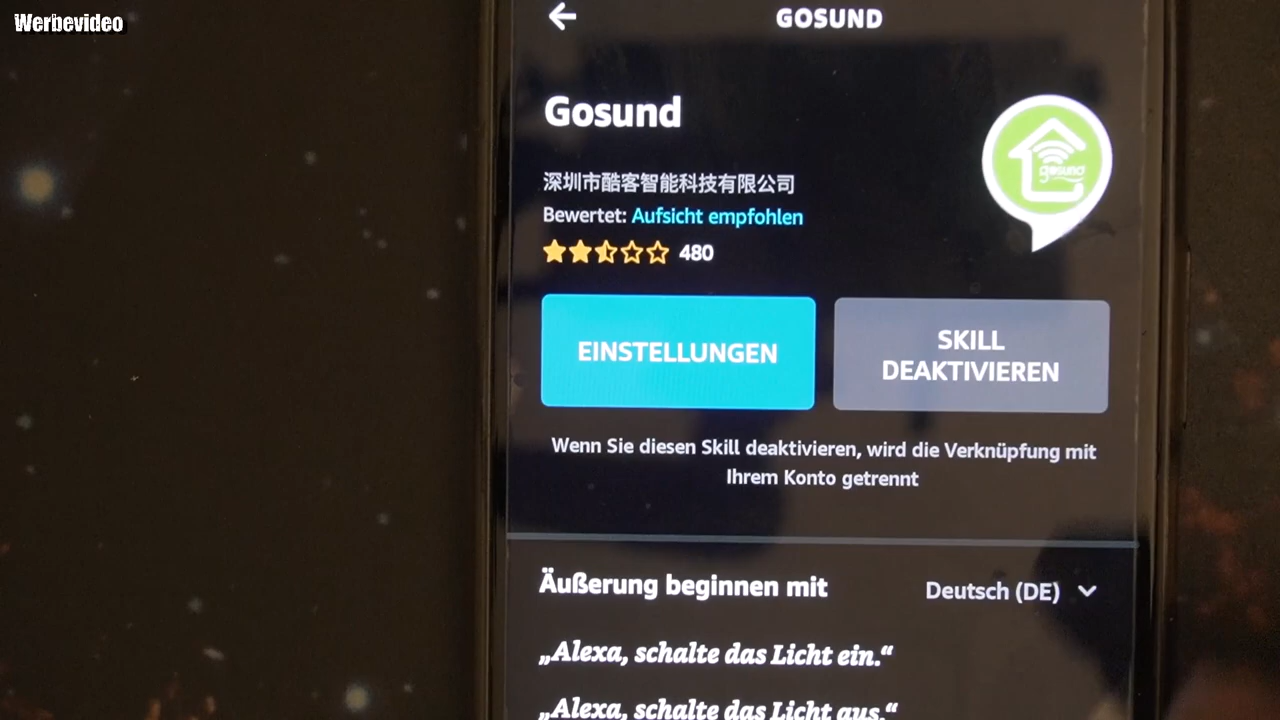 Werbevideo
GOSUND
Gosund
gosund
深圳市酷客智能科技有限公司
Bewertet: Aufsicht empfohlen
480
EINSTELLUNGEN
SKILL
DEAKTIVIEREN
Wenn Sie diesen Skill deaktivieren, wird die Verknüpfung mit
Ihrem Konto getrennt
Äußerung beginnen mit
Deutsch (DE)
„Alexa, schalte das Licht ein.“
„Alexa, schalte das Licht aus.“